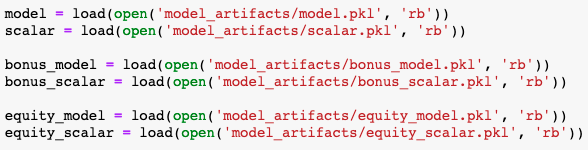 model = load(open('model_artifacts/model.pkl', 'rb'))
scalar = load(open('model_artifacts/scalar.pkl', 'rb'))
bonus_model = load(open('model_artifacts/bonus_model.pkl', 'rb'))
bonus_scalar = load(open('model_artifacts/bonus_scalar.pkl', 'rb'))
equity_model = load(open('model_artifacts/equity_model.pkl', 'rb'))
equity_scalar = load(open('model_artifacts/equity_scalar.pkl', 'rb'))